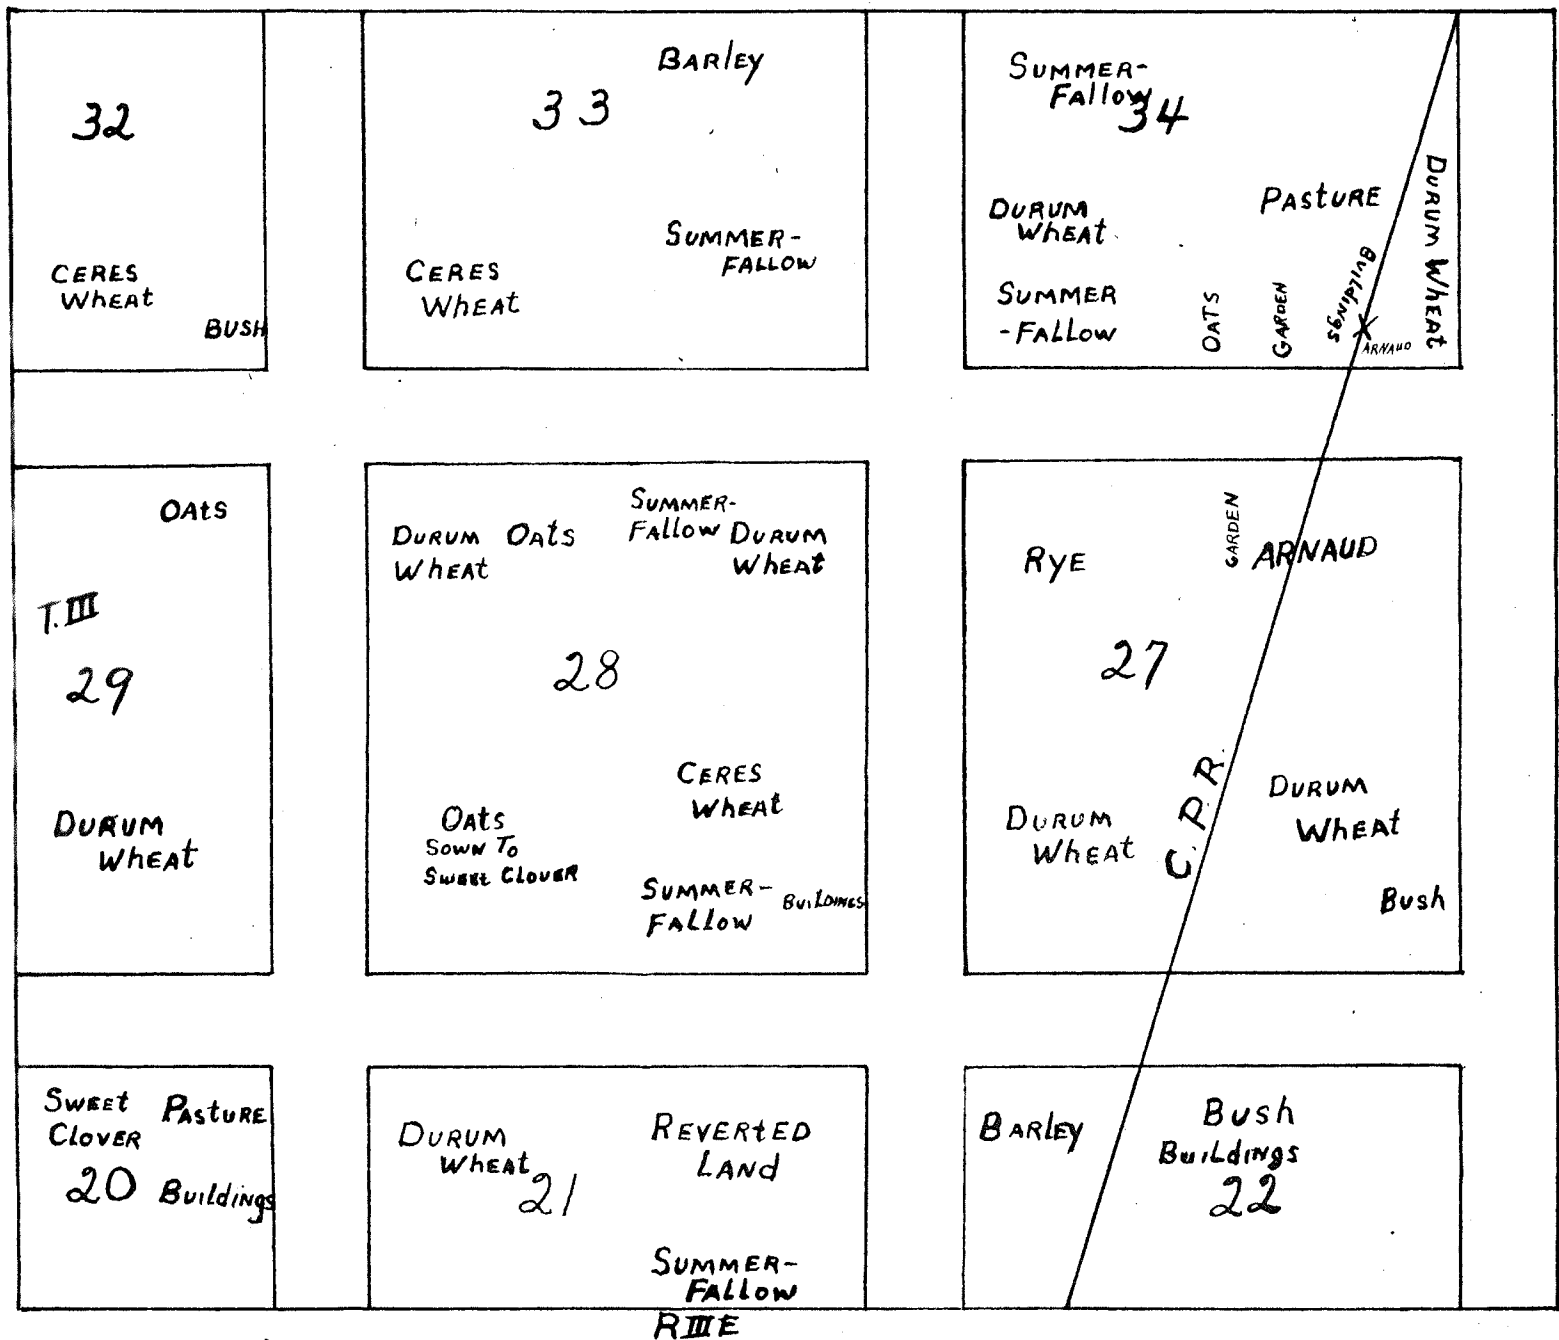 32
CERES
WhEAT
BUSH
BARley
33
CERES
WhEAT
SUMMER-
FALLOW
SUMMER-
FAllow
34
DURUM
WhEAT
PAStURE
SUMMER
-FALLOW
OATS
GARDEN
BuildiNgs
ARNAUD
DURUM WhEAt
OAtS
T.III
29
DURUM
WhEAt
DURUM
WhEAt
OAtS
SUMMER-
FAllow
DURUM
WhEAt
28
OAtS
SOWN To
SwEEt CLOVER
CERES
WhEAt
SUMMER-
FALLOW
BUILDINGS
RYE
GARDEN
ARNAUD
27
C. P. R.
DURUM
WhEAt
DURUM
WhEAt
Bush
SWEEt
CLOVER
PAStURE
20
BuildiNgs
DURUM
WhEAt
21
REVERtED
LANd
SUMMER-
FALLOW
BARLEy
Bush
BuildiNgs
22
R III E